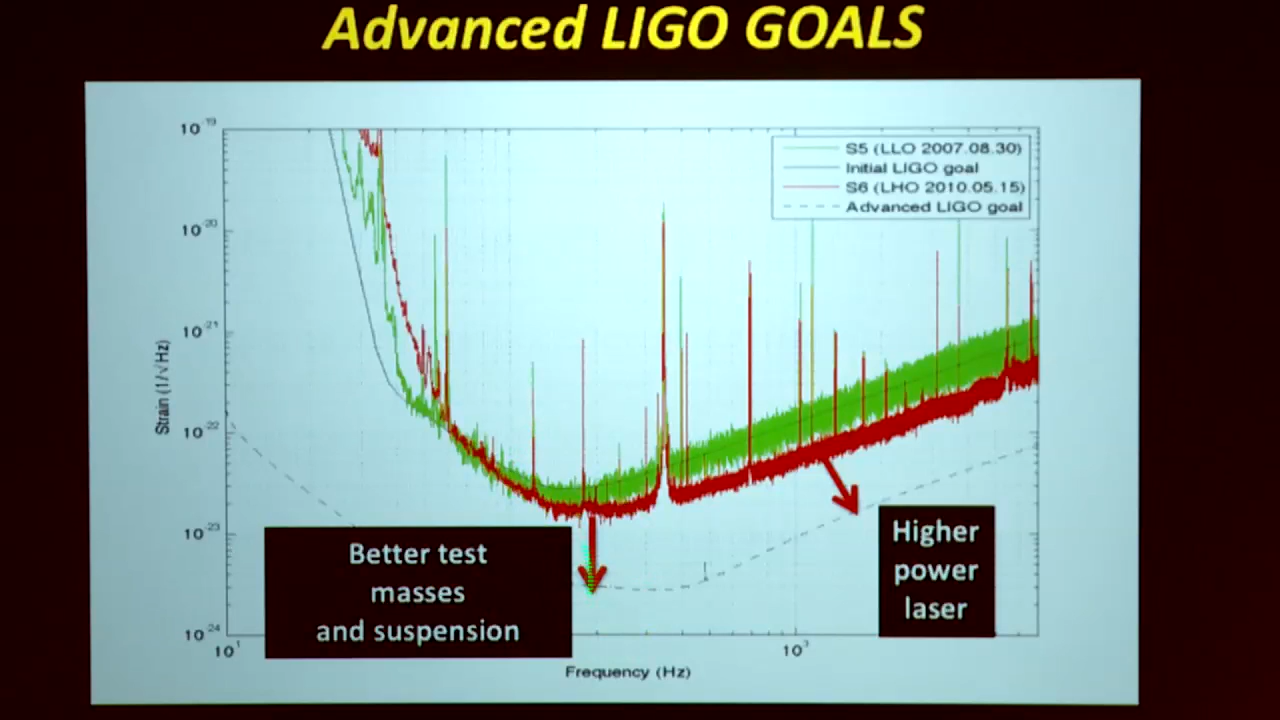 Advanced LIGO GOALS
S5 (LLO 2007.08.30)
Initial LIGO goal
S6 (LHO 2010.05.15)
Advanced LIGO goal
10⁻¹⁹
10⁻²⁰
10⁻²¹
10⁻²²
10⁻²³
10⁻²⁴
Strain (1/√Hz)
Better test
masses
and suspension
Higher
power
laser
10¹
10³
Frequency (Hz)